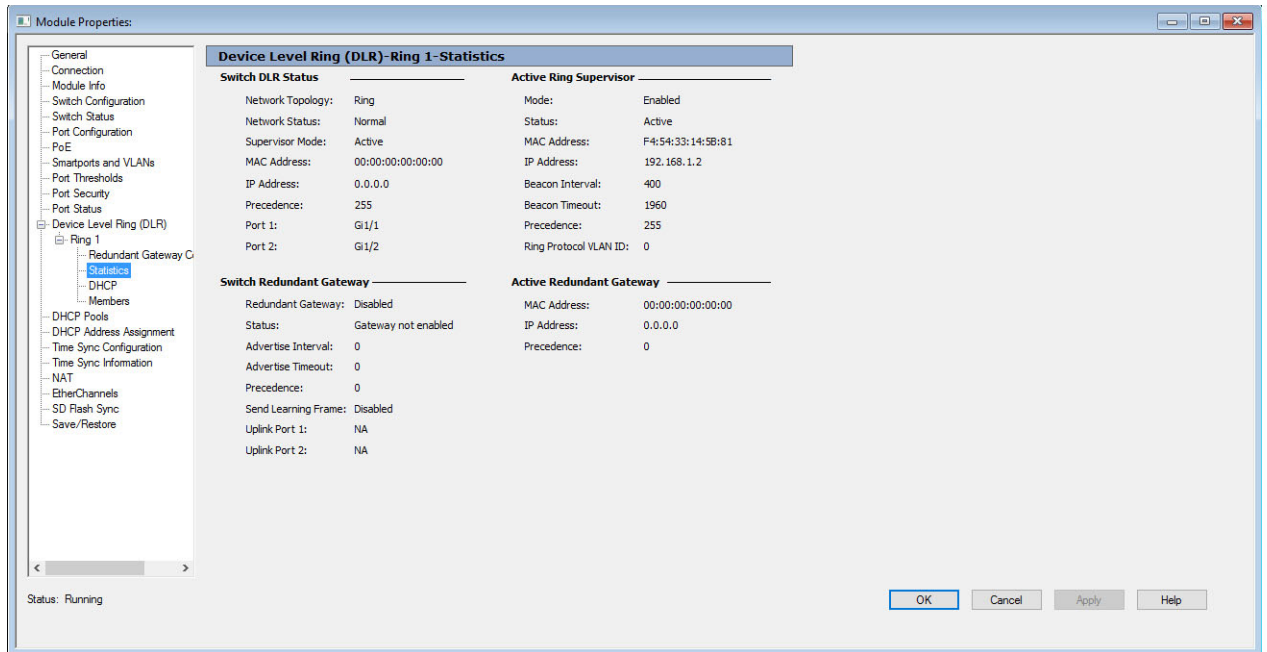 Module Properties:
General
Connection
Module Info
Switch Configuration
Switch Status
Port Configuration
PoE
Smartports and VLANs
Port Thresholds
Port Security
Port Status
Device Level Ring (DLR)
Ring 1
Redundant Gateway C
Statistics
DHCP
Members
DHCP Pools
DHCP Address Assignment
Time Sync Configuration
Time Sync Information
NAT
EtherChannels
SD Flash Sync
Save/Restore
Device Level Ring (DLR)-Ring 1-Statistics
Switch DLR Status
Network Topology: Ring
Network Status: Normal
Supervisor Mode: Active
MAC Address: 00:00:00:00:00:00
IP Address: 0.0.0.0
Precedence: 255
Port 1: Gi1/1
Port 2: Gi1/2
Active Ring Supervisor
Mode: Enabled
Status: Active
MAC Address: F4:54:33:14:5B:81
IP Address: 192.168.1.2
Beacon Interval: 400
Beacon Timeout: 1960
Precedence: 255
Ring Protocol VLAN ID: 0
Switch Redundant Gateway
Redundant Gateway: Disabled
Status: Gateway not enabled
Advertise Interval: 0
Advertise Timeout: 0
Precedence: 0
Send Learning Frame: Disabled
Uplink Port 1: NA
Uplink Port 2: NA
Active Redundant Gateway
MAC Address: 00:00:00:00:00:00
IP Address: 0.0.0.0
Precedence: 0
Status: Running
OK Cancel Apply Help